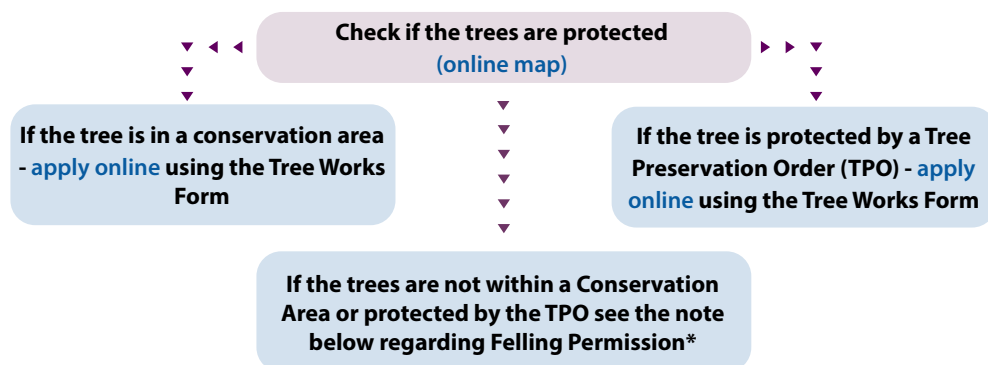 Check if the trees are protected
(online map)
If the tree is in a conservation area
- apply online using the Tree Works
Form
If the tree is protected by a Tree
Preservation Order (TPO) - apply
online using the Tree Works Form
If the trees are not within a Conservation
Area or protected by the TPO see the note
below regarding Felling Permission*